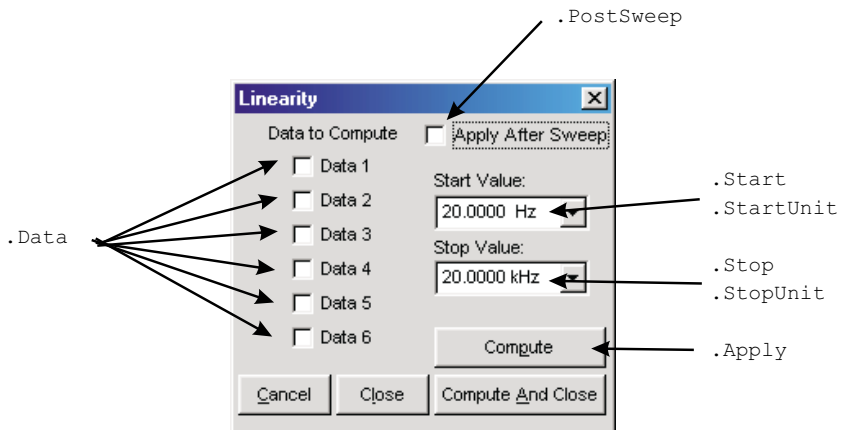 .PostSweep
Linearity
Data to Compute
Apply After Sweep
Data 1
Data 2
Data 3
Data 4
Data 5
Data 6
Start Value:
20.0000 Hz
Stop Value:
20.0000 kHz
Compute
Cancel
Close
Compute And Close
.Data
.Start
.StartUnit
.Stop
.StopUnit
.Apply